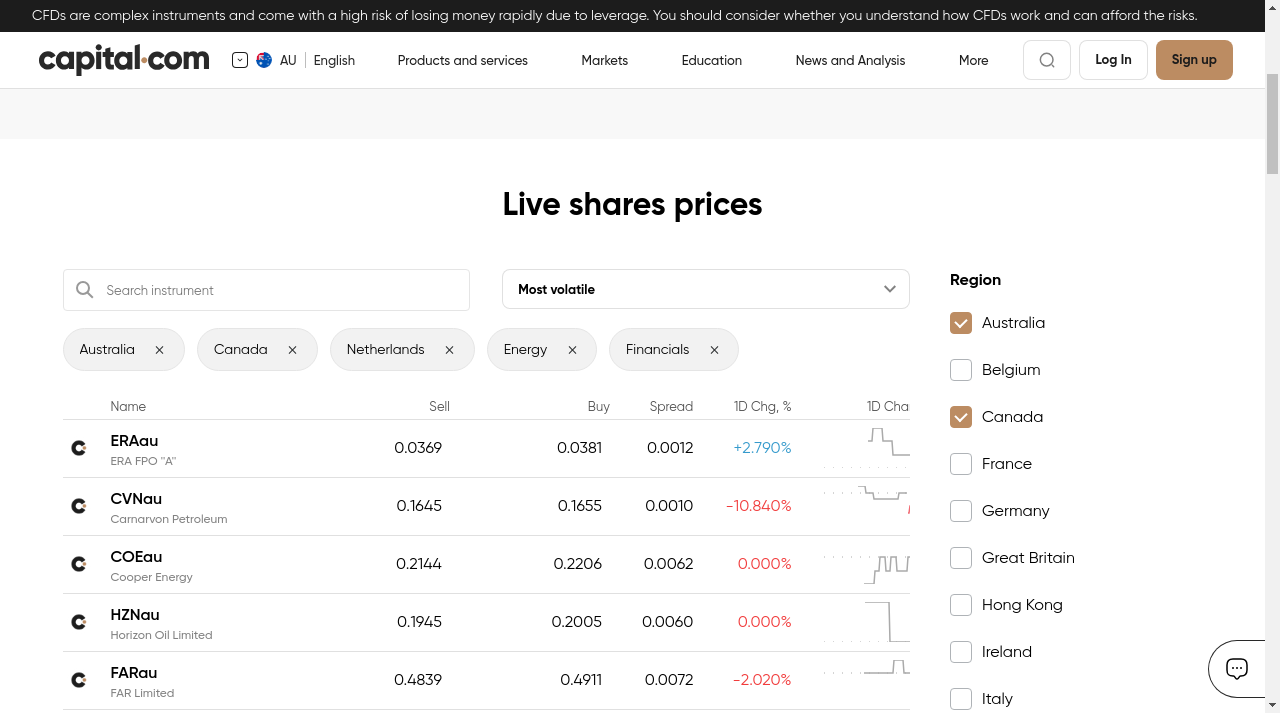 CFDs are complex instruments and come with a high risk of losing money rapidly due to leverage. You should consider whether you understand how CFDs work and can afford the risks.
capital.com AU English Products and services Markets Education News and Analysis More Log In Sign up
Live shares prices
Search instrument Most volatile
Australia Canada Netherlands Energy Financials
Name Sell Buy Spread 1D Chg, % 1D Cha
ERAau 0.0369 0.0381 0.0012 +2.790%
ERA FPO "A"
CVNau 0.1645 0.1655 0.0010 -10.840%
Carnarvon Petroleum
COEau 0.2144 0.2206 0.0062 0.000%
Cooper Energy
HZNau 0.1945 0.2005 0.0060 0.000%
Horizon Oil Limited
FARau 0.4839 0.4911 0.0072 -2.020%
FAR Limited
Region
Australia
Belgium
Canada
France
Germany
Great Britain
Hong Kong
Ireland
Italy